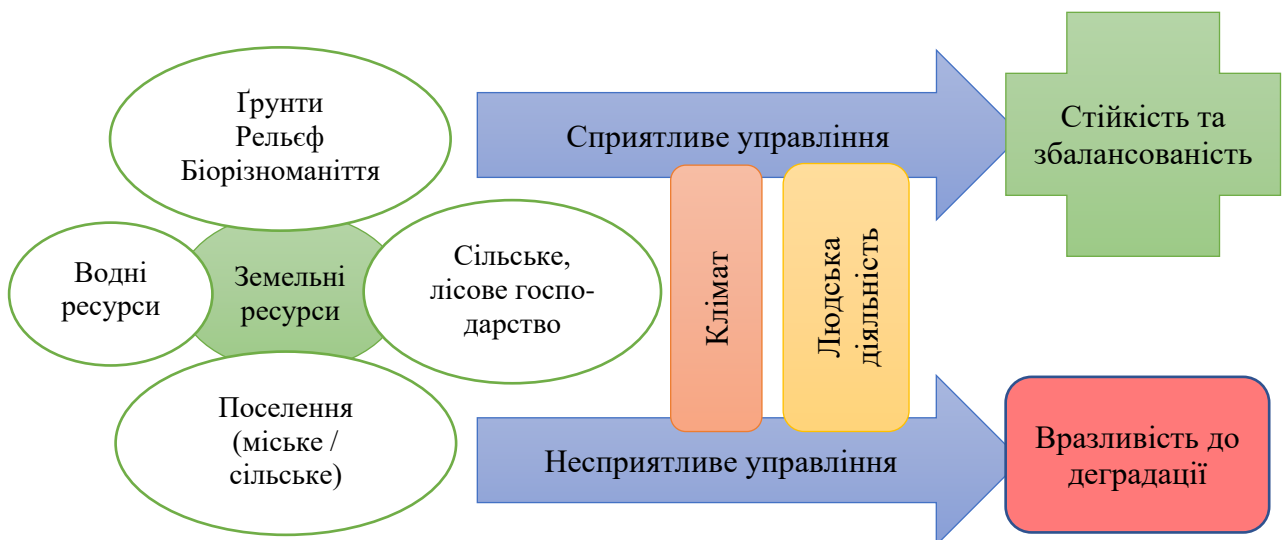 Ґрунти
Рельєф
Біорізноманіття
Сприятливе управління
Стійкість та
збалансованість
Водні
ресурси
Земельні
ресурси
Сільське,
лісове госпо-
дарство
Клімат
Людська
діяльність
Поселення
(міське /
сільське)
Несприятливе управління
Вразливість до
деградації